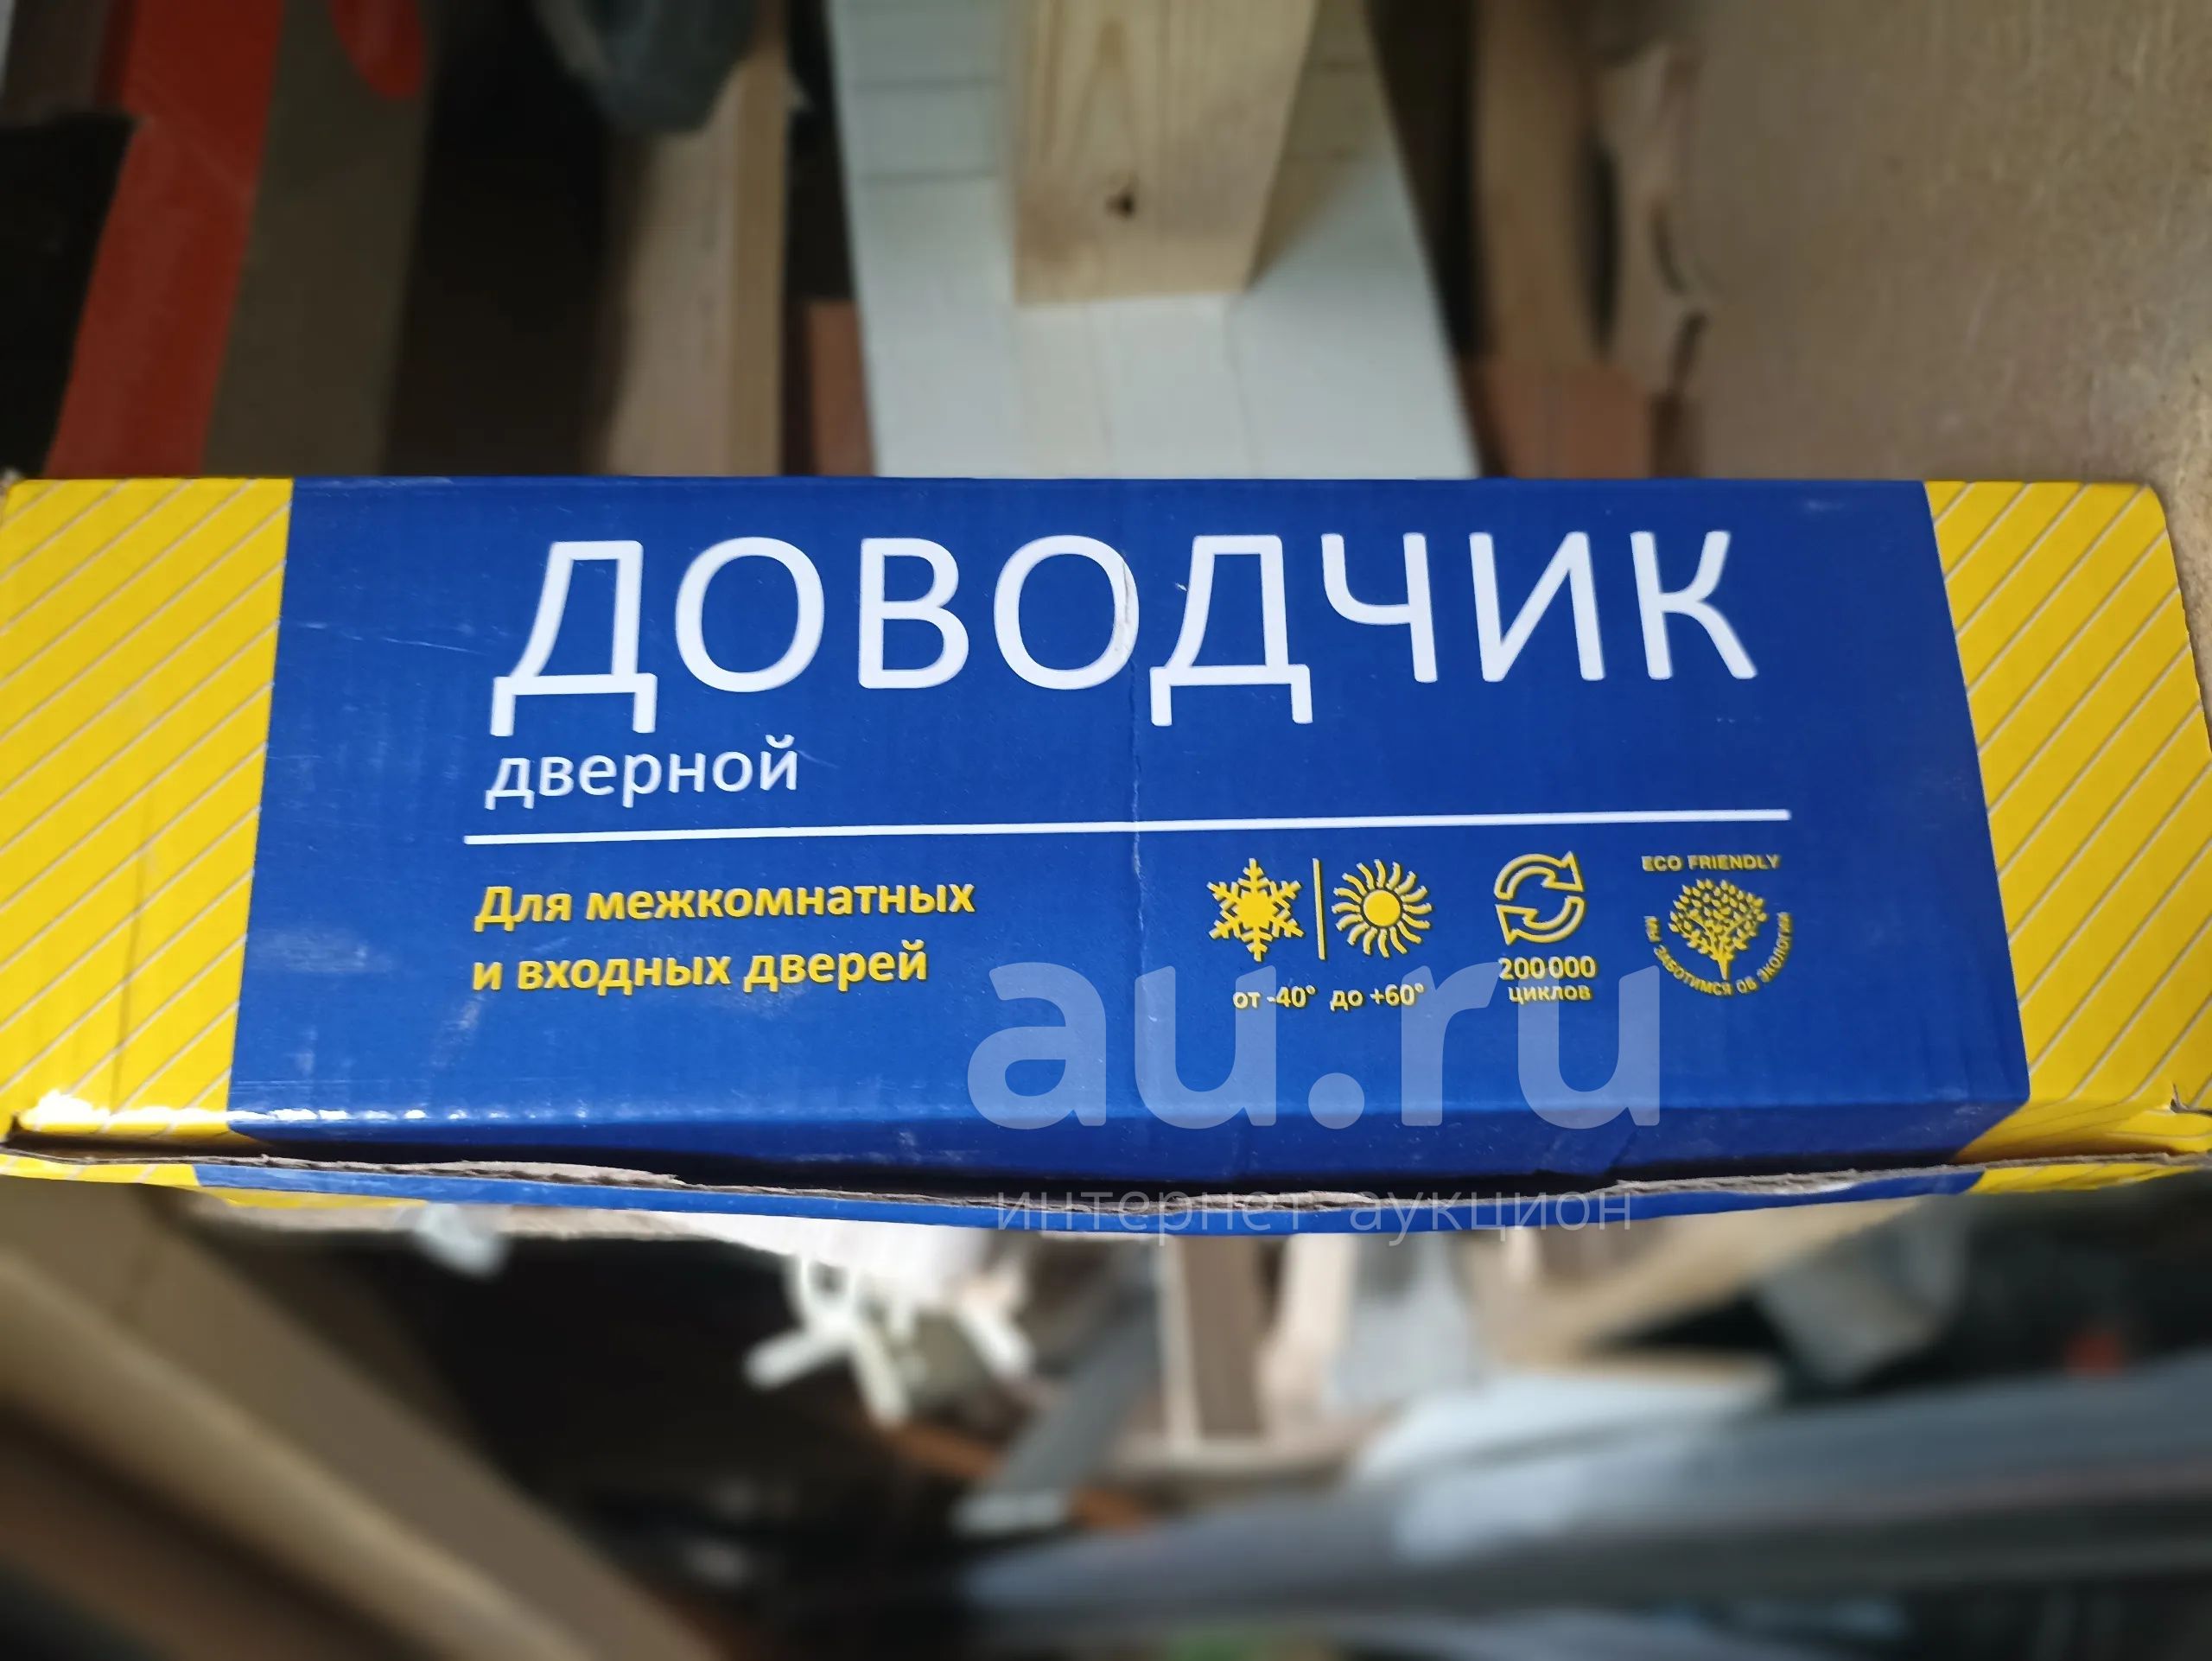 ДОВОДЧИК
дверной
Для межкомнатных
и входных дверей
от -40° до +60°
200000
циклов
ECO FRIENDLY
МЫ ЗАБОТИМСЯ ОБ ЭКОЛОГИИ
au.ru
интернет аукцион